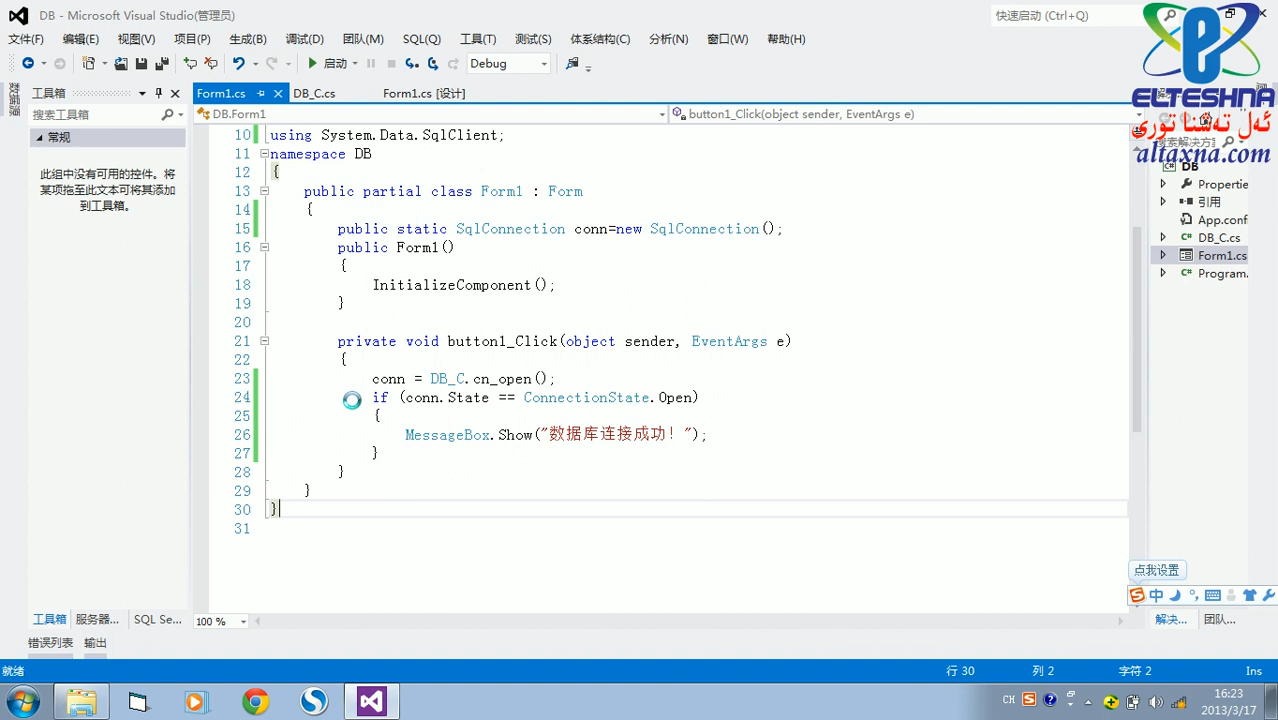 DB - Microsoft Visual Studio(管理员)
快速启动 (Ctrl+Q)
文件(F) 编辑(E) 视图(V) 项目(P) 生成(B) 调试(D) 团队(M) SQL(Q) 工具(T) 测试(S) 体系结构(C) 分析(N) 窗口(W) 帮助(H)
启动 Debug
ELTESHNA
ئەل تەشنا تورى
altaxna.com
工具箱
Form1.cs DB_C.cs Form1.cs [设计]
搜索工具箱
DB.Form1 button1_Click(object sender, EventArgs e)
常规
此组中没有可用的控件。将
某项拖至此文本可将其添
加到工具箱。
10 using System.Data.SqlClient;
11 namespace DB
12 {
13 public partial class Form1 : Form
14 {
15 public static SqlConnection conn=new SqlConnection();
16 public Form1()
17 {
18 InitializeComponent();
19 }
20
21 private void button1_Click(object sender, EventArgs e)
22 {
23 conn = DB_C.cn_open();
24 if (conn.State == ConnectionState.Open)
25 {
26 MessageBox.Show("数据库连接成功！");
27 }
28 }
29 }
30 }
31
DB
Propertie
引用
App.conf
DB_C.cs
Form1.cs
Program.
点我设置
中
工具箱 服务器... SQL Se...
100 %
解决... 团队...
错误列表 输出
就绪
行 30 列 2 字符 2 Ins
CH
16:23
2013/3/17